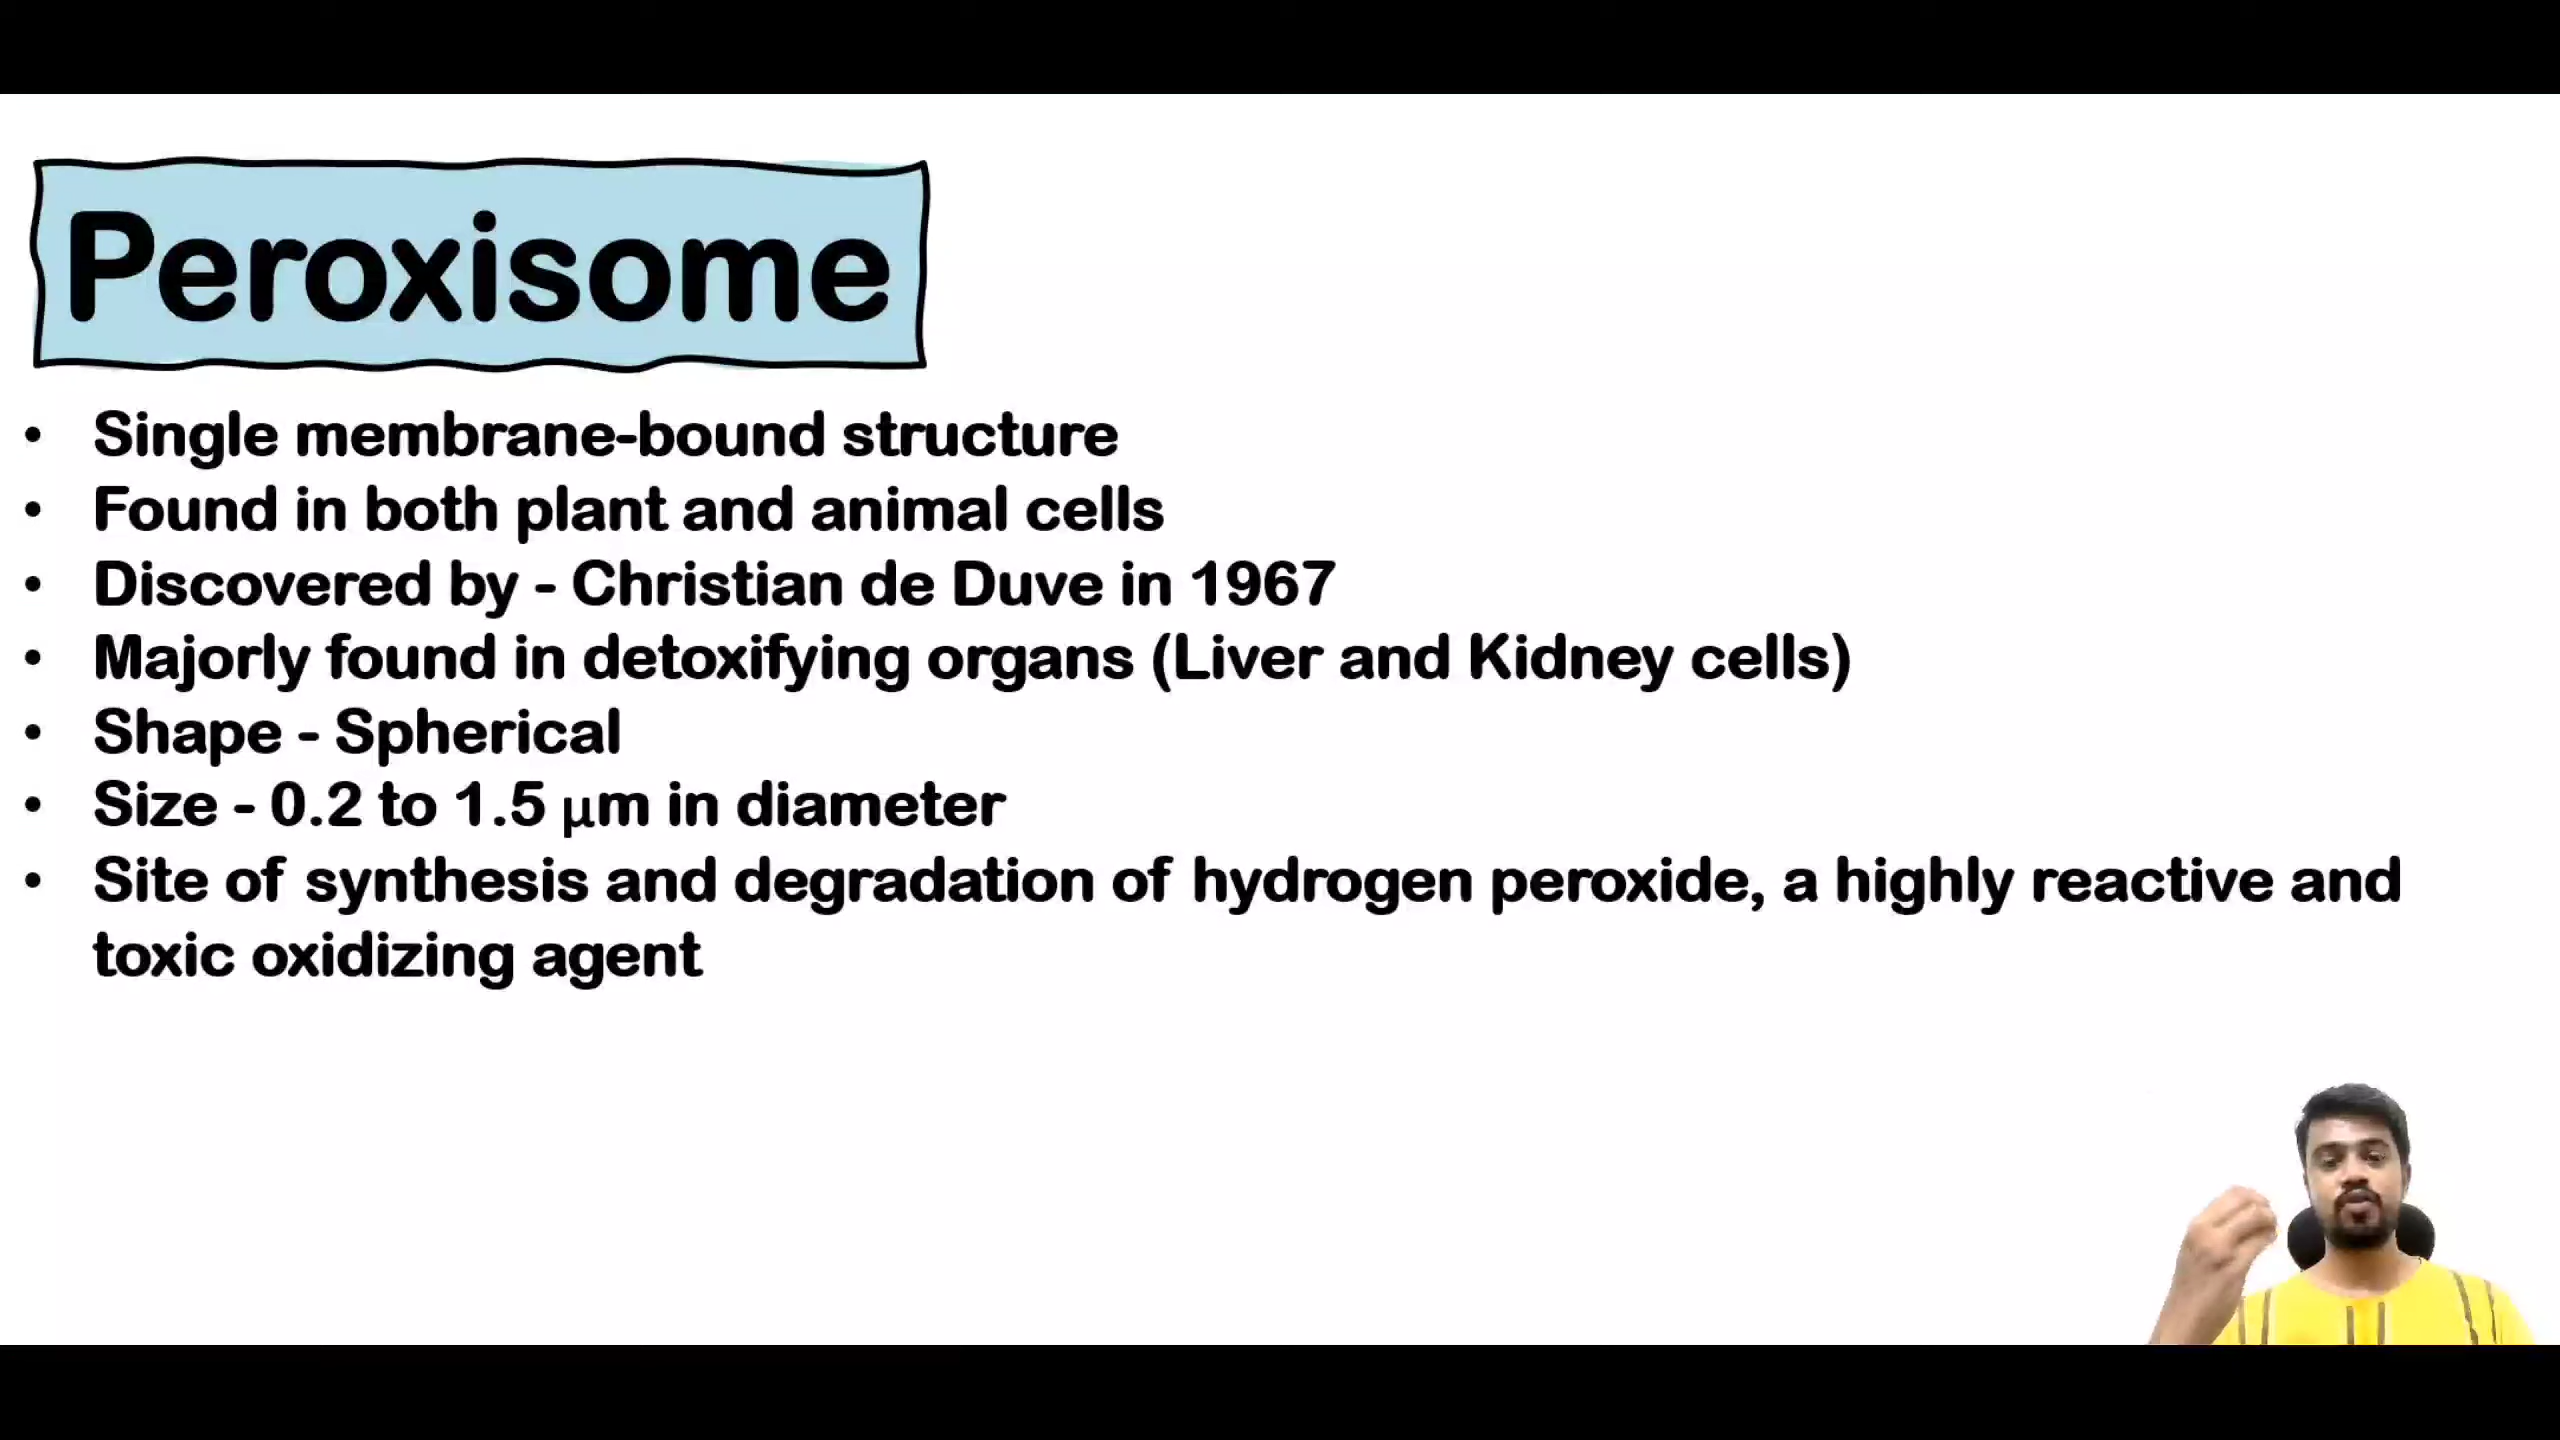 Peroxisome
• Single membrane-bound structure
• Found in both plant and animal cells
• Discovered by - Christian de Duve in 1967
• Majorly found in detoxifying organs (Liver and Kidney cells)
• Shape - Spherical
• Size - 0.2 to 1.5 μm in diameter
• Site of synthesis and degradation of hydrogen peroxide, a highly reactive and
toxic oxidizing agent